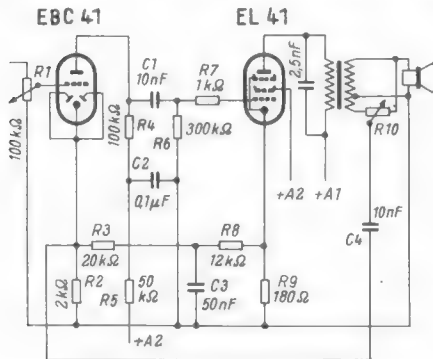 EBC 41
EL 41
R1
100kΩ
C1
10nF
R7
1kΩ
2,5nF
100kΩ
R4
R6
300kΩ
R10
C2
0,1µF
+A2
+A1
10nF
C4
R3
20kΩ
R8
12kΩ
R2
2kΩ
R5
50
kΩ
C3
50nF
R9
180Ω
+A2